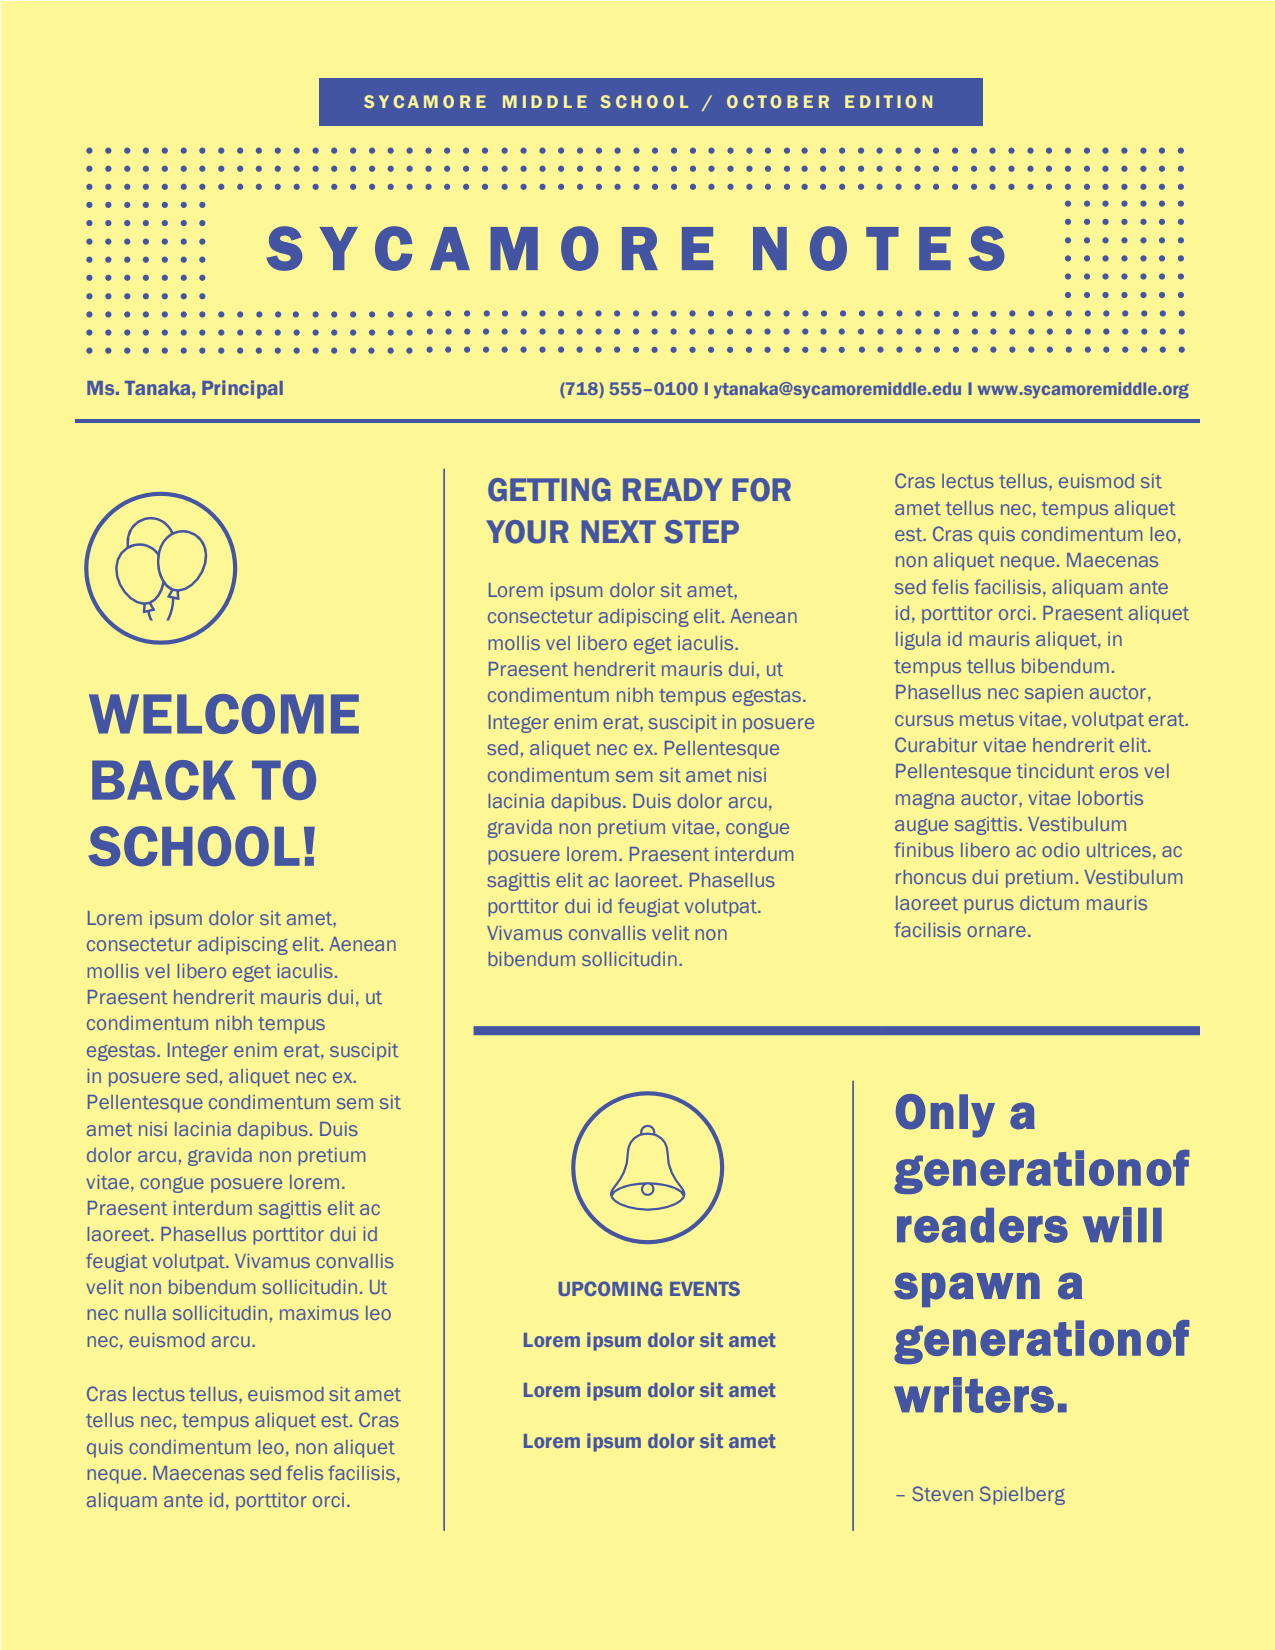 SYCAMORE MIDDLE SCHOOL / OCTOBER EDITION
SYCAMORE NOTES
Ms. Tanaka, Principal
(718) 555–0100 I ytanaka@sycamoremiddle.edu I www.sycamoremiddle.org
WELCOME
BACK TO
SCHOOL!
Lorem ipsum dolor sit amet,
consectetur adipiscing elit. Aenean
mollis vel libero eget iaculis.
Praesent hendrerit mauris dui, ut
condimentum nibh tempus
egestas. Integer enim erat, suscipit
in posuere sed, aliquet nec ex.
Pellentesque condimentum sem sit
amet nisi lacinia dapibus. Duis
dolor arcu, gravida non pretium
vitae, congue posuere lorem.
Praesent interdum sagittis elit ac
laoreet. Phasellus porttitor dui id
feugiat volutpat. Vivamus convallis
velit non bibendum sollicitudin. Ut
nec nulla sollicitudin, maximus leo
nec, euismod arcu.
Cras lectus tellus, euismod sit amet
tellus nec, tempus aliquet est. Cras
quis condimentum leo, non aliquet
neque. Maecenas sed felis facilisis,
aliquam ante id, porttitor orci.
GETTING READY FOR
YOUR NEXT STEP
Lorem ipsum dolor sit amet,
consectetur adipiscing elit. Aenean
mollis vel libero eget iaculis.
Praesent hendrerit mauris dui, ut
condimentum nibh tempus egestas.
Integer enim erat, suscipit in posuere
sed, aliquet nec ex. Pellentesque
condimentum sem sit amet nisi
lacinia dapibus. Duis dolor arcu,
gravida non pretium vitae, congue
posuere lorem. Praesent interdum
sagittis elit ac laoreet. Phasellus
porttitor dui id feugiat volutpat.
Vivamus convallis velit non
bibendum sollicitudin.
Cras lectus tellus, euismod sit
amet tellus nec, tempus aliquet
est. Cras quis condimentum leo,
non aliquet neque. Maecenas
sed felis facilisis, aliquam ante
id, porttitor orci. Praesent aliquet
ligula id mauris aliquet, in
tempus tellus bibendum.
Phasellus nec sapien auctor,
cursus metus vitae, volutpat erat.
Curabitur vitae hendrerit elit.
Pellentesque tincidunt eros vel
magna auctor, vitae lobortis
augue sagittis. Vestibulum
finibus libero ac odio ultrices, ac
rhoncus dui pretium. Vestibulum
laoreet purus dictum mauris
facilisis ornare.
UPCOMING EVENTS
Lorem ipsum dolor sit amet
Lorem ipsum dolor sit amet
Lorem ipsum dolor sit amet
Only a
generationof
readers will
spawn a
generationof
writers.
– Steven Spielberg